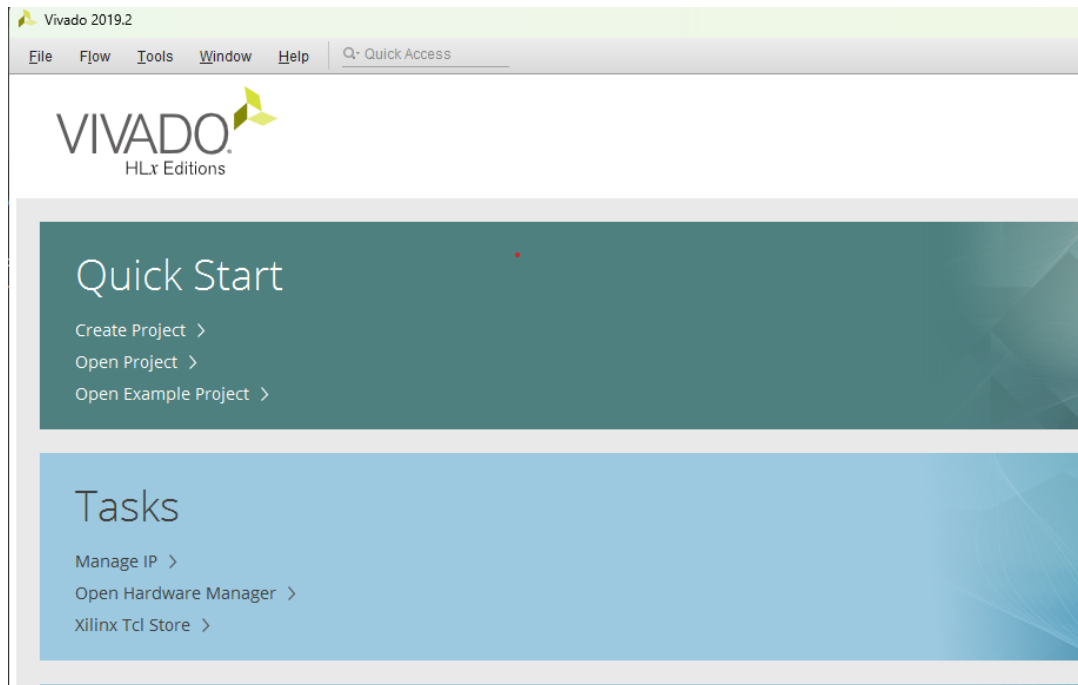 Vivado 2019.2
File Flow Tools Window Help Quick Access
VIVADO.
HLx Editions
Quick Start
Create Project >
Open Project >
Open Example Project >
Tasks
Manage IP >
Open Hardware Manager >
Xilinx Tcl Store >